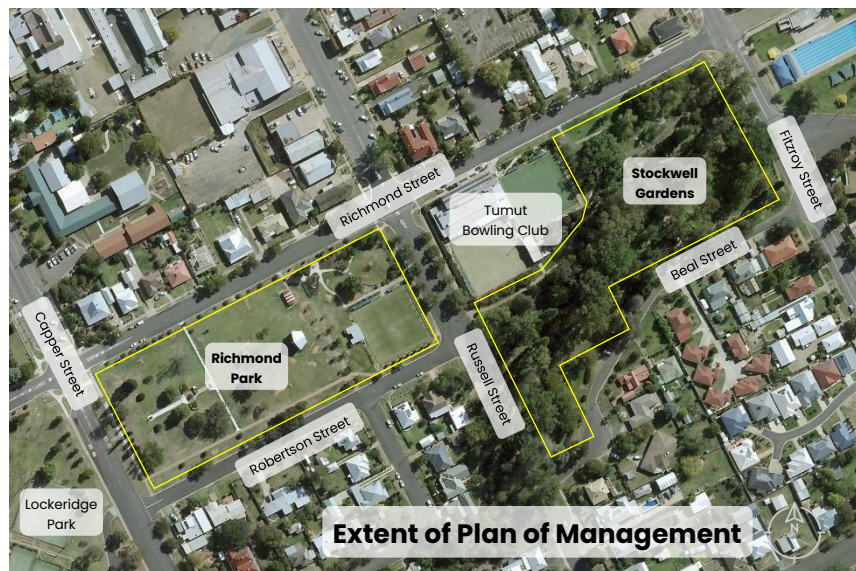 Fitzroy Street
Stockwell
Gardens
Richmond Street
Tumut
Bowling Club
Beal Street
Capper Street
Richmond
Park
Russell Street
Robertson Street
Lockeridge
Park
Extent of Plan of Management
N